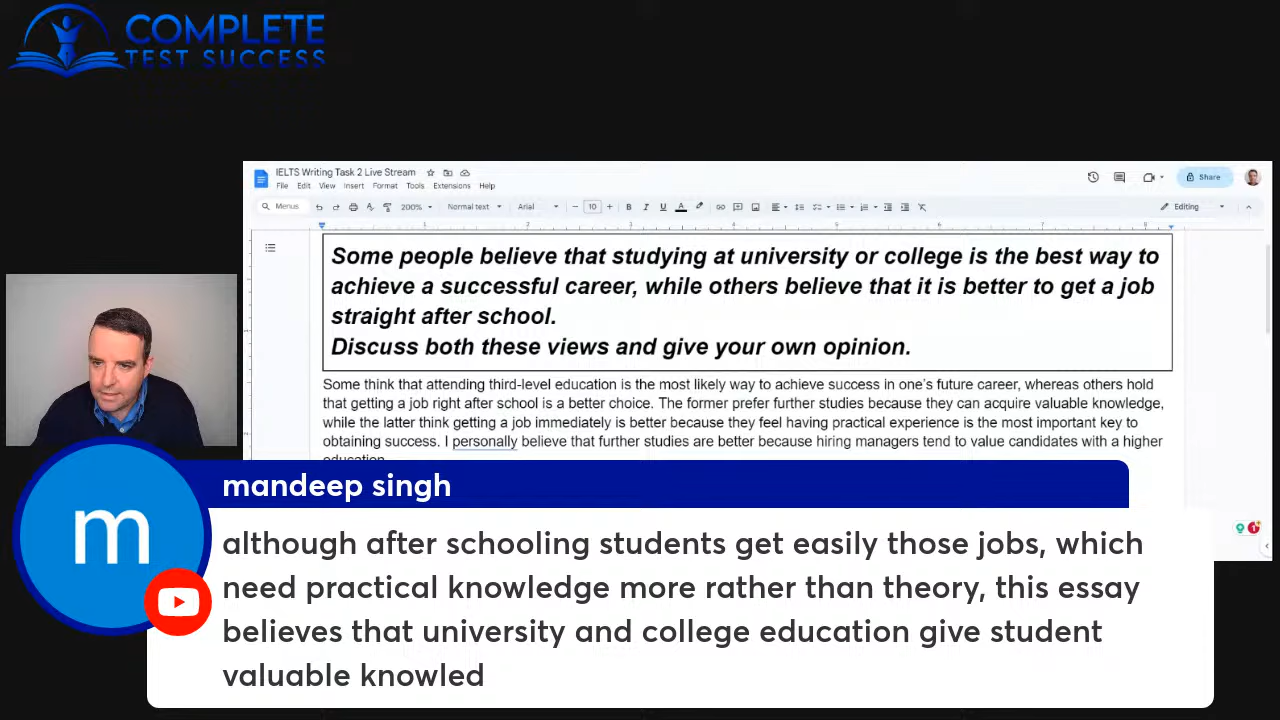 COMPLETE
TEST SUCCESS
IELTS Writing Task 2 Live Stream
File Edit View Insert Format Tools Extensions Help
Share
Menus
200%
Normal text
Arial
10
B I U A
Editing
1 2 3 4 5 6 7 8
Some people believe that studying at university or college is the best way to
achieve a successful career, while others believe that it is better to get a job
straight after school.
Discuss both these views and give your own opinion.
Some think that attending third-level education is the most likely way to achieve success in one's future career, whereas others hold
that getting a job right after school is a better choice. The former prefer further studies because they can acquire valuable knowledge,
while the latter think getting a job immediately is better because they feel having practical experience is the most important key to
obtaining success. I personally believe that further studies are better because hiring managers tend to value candidates with a higher
education.
m
mandeep singh
although after schooling students get easily those jobs, which
need practical knowledge more rather than theory, this essay
believes that university and college education give student
valuable knowled